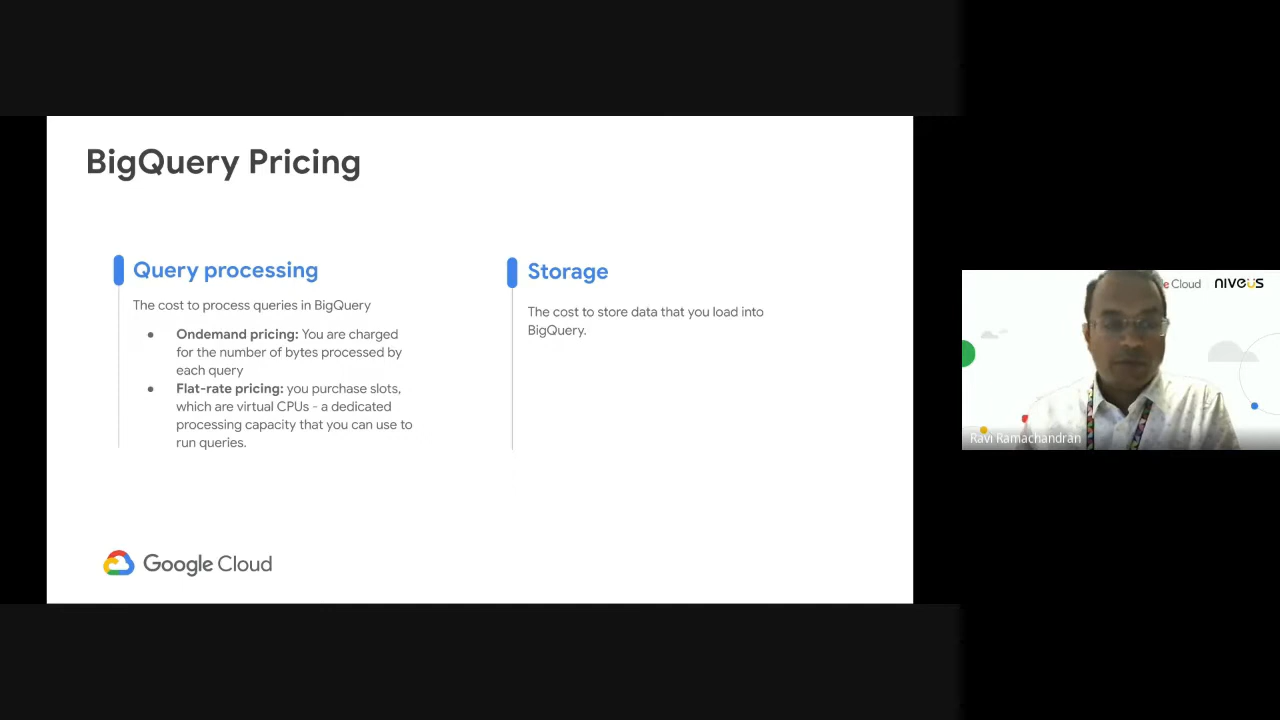 BigQuery Pricing
Query processing
The cost to process queries in BigQuery
● Ondemand pricing: You are charged
for the number of bytes processed by
each query
● Flat-rate pricing: you purchase slots,
which are virtual CPUs - a dedicated
processing capacity that you can use to
run queries.
Storage
The cost to store data that you load into
BigQuery.
Google Cloud
e Cloud niveus
Ravi Ramachandran